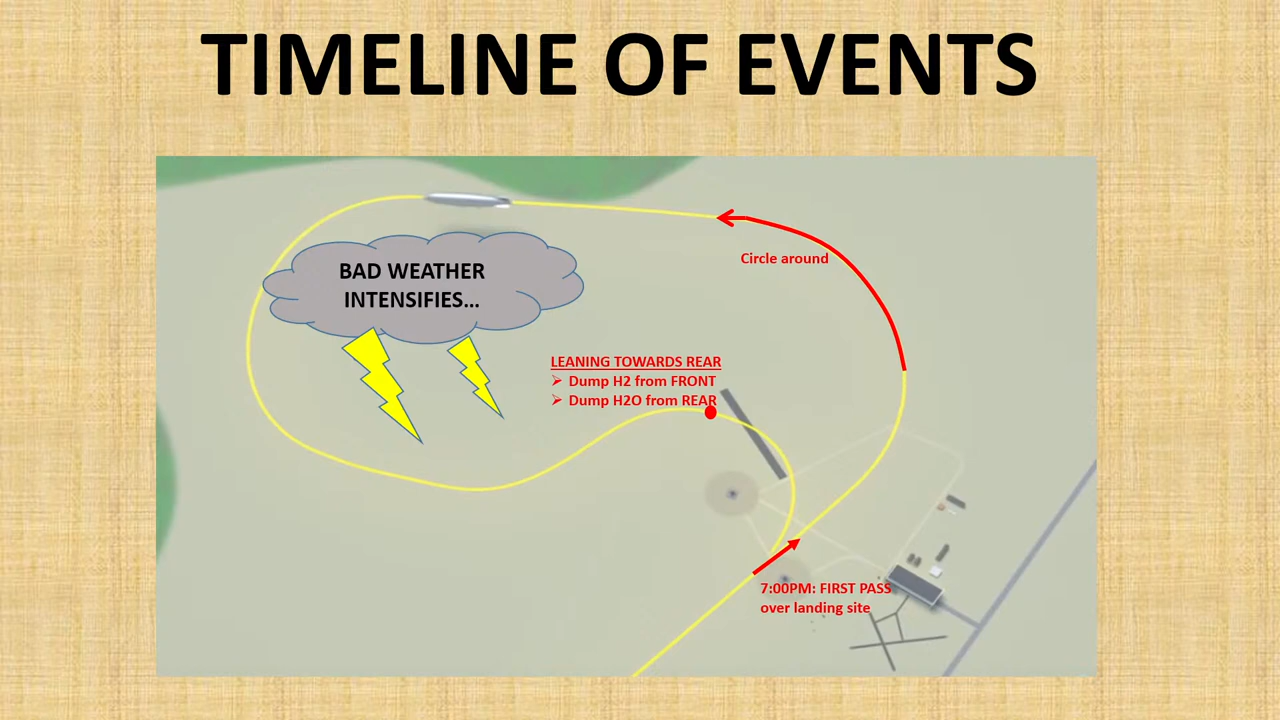 TIMELINE OF EVENTS
BAD WEATHER
INTENSIFIES...
Circle around
LEANING TOWARDS REAR
➢ Dump H2 from FRONT
➢ Dump H2O from REAR
7:00PM: FIRST PASS
over landing site